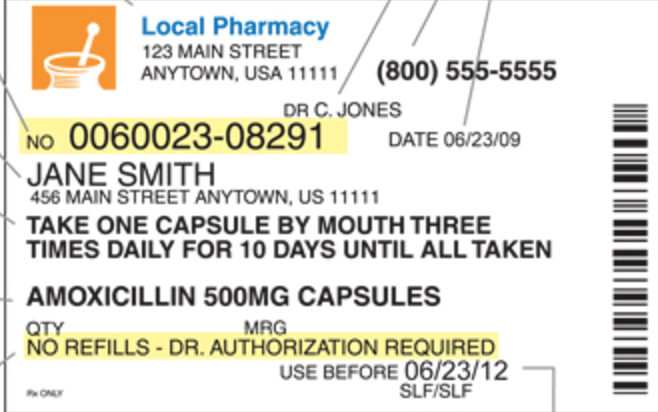 Local Pharmacy
123 MAIN STREET
ANYTOWN, USA 11111
(800) 555-5555
DR C. JONES
NO 0060023-08291
DATE 06/23/09
JANE SMITH
456 MAIN STREET ANYTOWN, US 11111
TAKE ONE CAPSULE BY MOUTH THREE
TIMES DAILY FOR 10 DAYS UNTIL ALL TAKEN
AMOXICILLIN 500MG CAPSULES
QTY MRG
NO REFILLS - DR. AUTHORIZATION REQUIRED
USE BEFORE 06/23/12
SLF/SLF
Rx ONLY